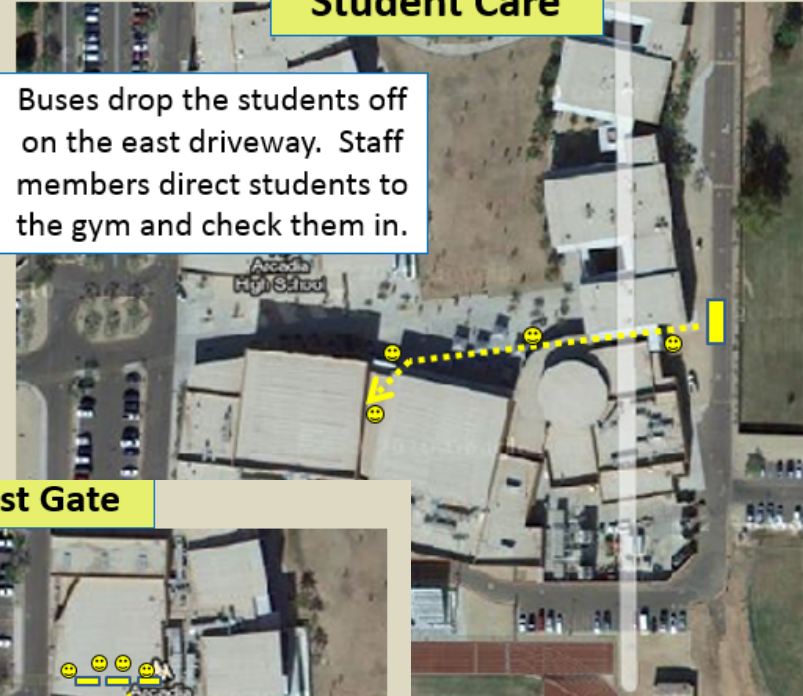 Student Care
Buses drop the students off
on the east driveway. Staff
members direct students to
the gym and check them in.
Arcadia
High School
st Gate
Arcadia